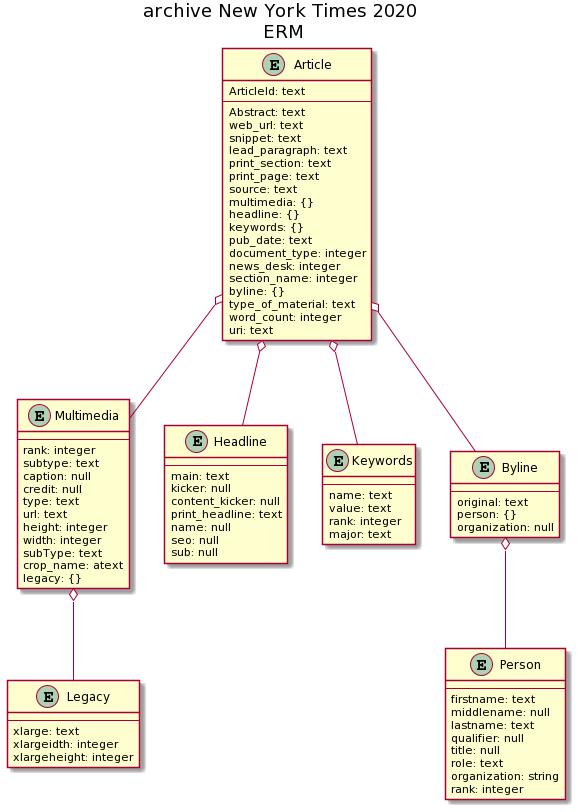 archive New York Times 2020
ERM
E Article
ArticleId: text
Abstract: text
web_url: text
snippet: text
lead_paragraph: text
print_section: text
print_page: text
source: text
multimedia: {}
headline: {}
keywords: {}
pub_date: text
document_type: integer
news_desk: integer
section_name: integer
byline: {}
type_of_material: text
word_count: integer
uri: text
E Multimedia
rank: integer
subtype: text
caption: null
credit: null
type: text
url: text
height: integer
width: integer
subType: text
crop_name: atext
legacy: {}
E Headline
main: text
kicker: null
content_kicker: null
print_headline: text
name: null
seo: null
sub: null
E Keywords
name: text
value: text
rank: integer
major: text
E Byline
original: text
person: {}
organization: null
E Legacy
xlarge: text
xlargeidth: integer
xlargeheight: integer
E Person
firstname: text
middlename: null
lastname: text
qualifier: null
title: null
role: text
organization: string
rank: integer